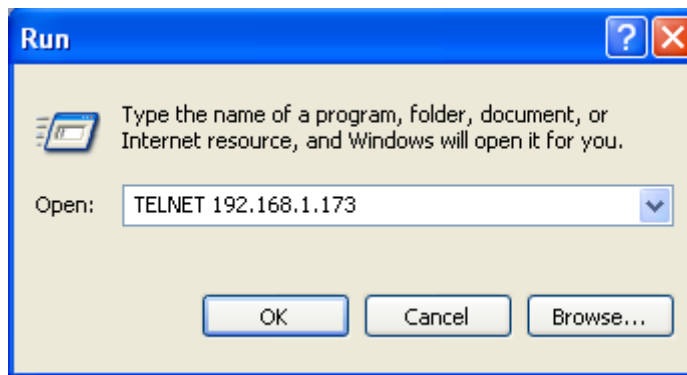 Run
Type the name of a program, folder, document, or
Internet resource, and Windows will open it for you.
Open: TELNET 192.168.1.173
OK Cancel Browse...